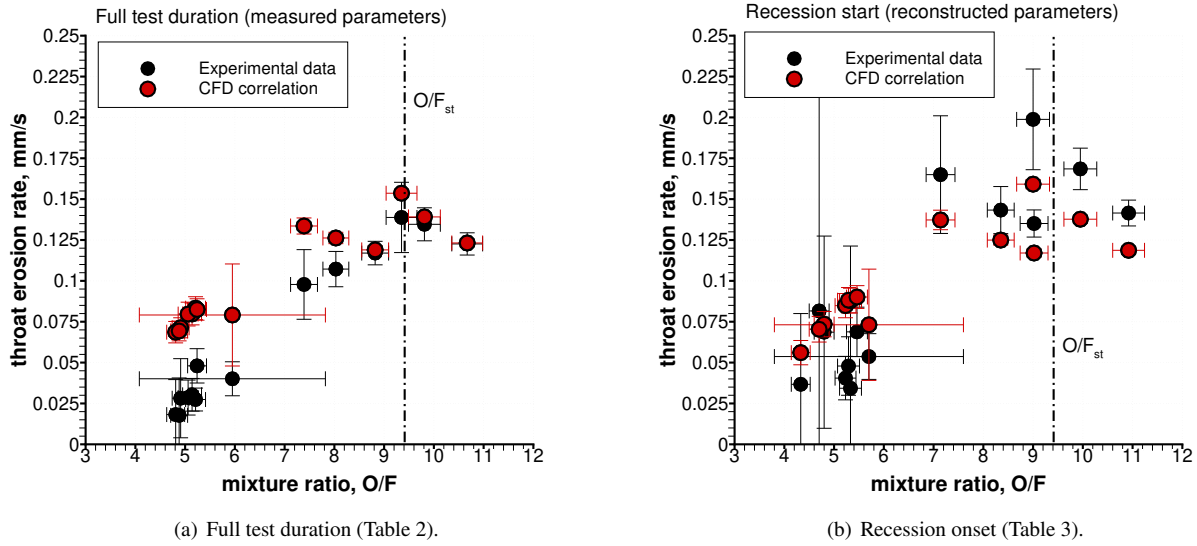 Full test duration (measured parameters)
0.25
0.225
0.2
0.175
0.15
0.125
0.1
0.075
0.05
0.025
0
throat erosion rate, mm/s
Experimental data
CFD correlation
O/F_st
3 4 5 6 7 8 9 10 11 12
mixture ratio, O/F
(a) Full test duration (Table 2).
Recession start (reconstructed parameters)
0.25
0.225
0.2
0.175
0.15
0.125
0.1
0.075
0.05
0.025
0
throat erosion rate, mm/s
Experimental data
CFD correlation
O/F_st
3 4 5 6 7 8 9 10 11 12
mixture ratio, O/F
(b) Recession onset (Table 3).